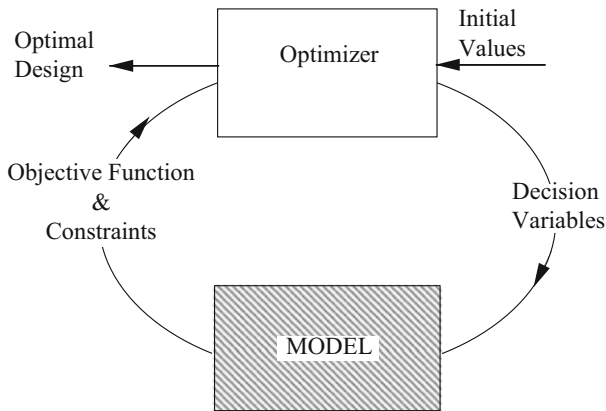 Optimal
Design
Optimizer
Initial
Values
Objective Function
&
Constraints
Decision
Variables
MODEL